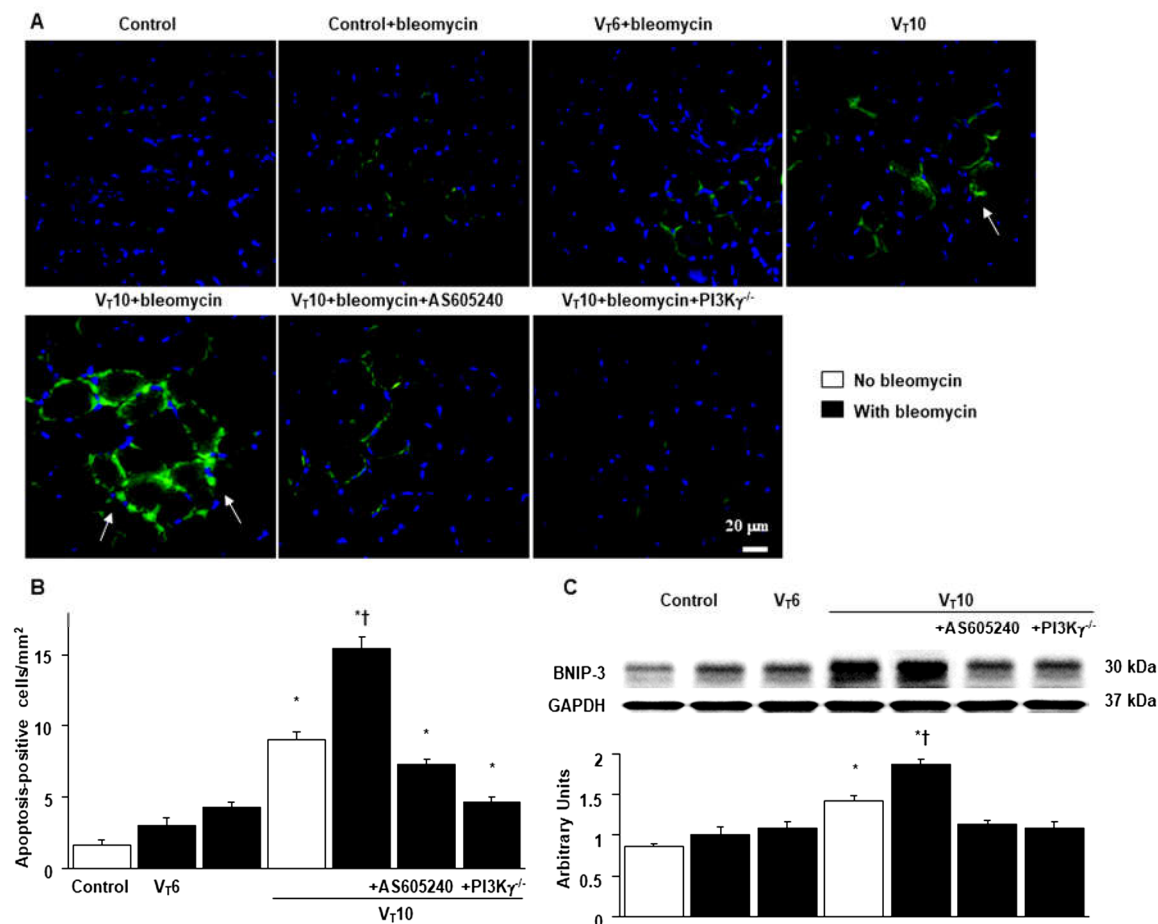 A
Control Control+bleomycin VT6+bleomycin VT10
VT10+bleomycin VT10+bleomycin+AS605240 VT10+bleomycin+PI3Kγ-/-
No bleomycin
With bleomycin
20 µm
B
Apoptosis-positive cells/mm²
15
10
5
0
*
*†
*
*
Control VT6 +AS605240 +PI3Kγ-/-
VT10
C
Control VT6 VT10
+AS605240 +PI3Kγ-/-
BNIP-3 30 kDa
GAPDH 37 kDa
Arbitrary Units
2
1.5
1
0.5
0
*
*†